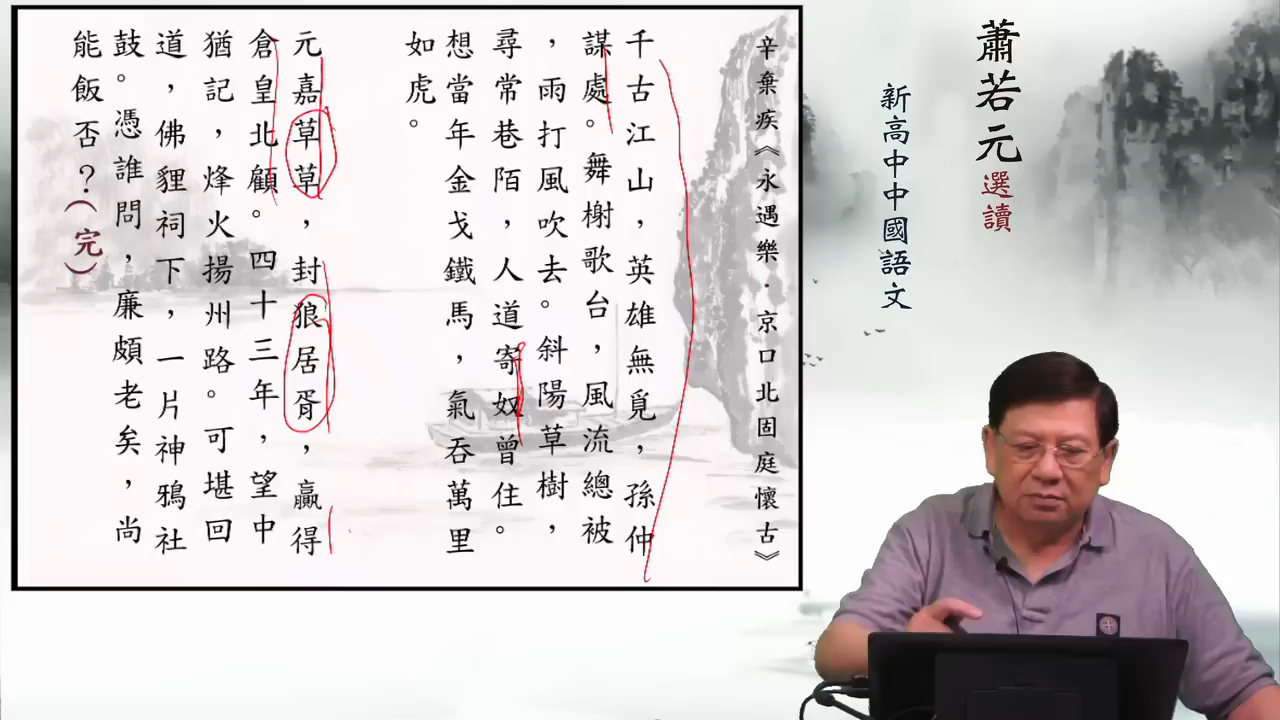 蕭若元
選讀
新高中中國語文
辛棄疾《永遇樂．京口北固庭懷古》
千古江山，英雄無覓，孫仲
謀處。舞榭歌台，風流總被
，雨打風吹去。斜陽草樹，
尋常巷陌，人道寄奴曾住。
想當年金戈鐵馬，氣吞萬里
如虎。
元嘉草草，封狼居胥，贏得
倉皇北顧。四十三年，望中
猶記，烽火揚州路。可堪回
道，佛狸祠下，一片神鴉社
鼓。憑誰問，廉頗老矣，尚
能飯否？（完）